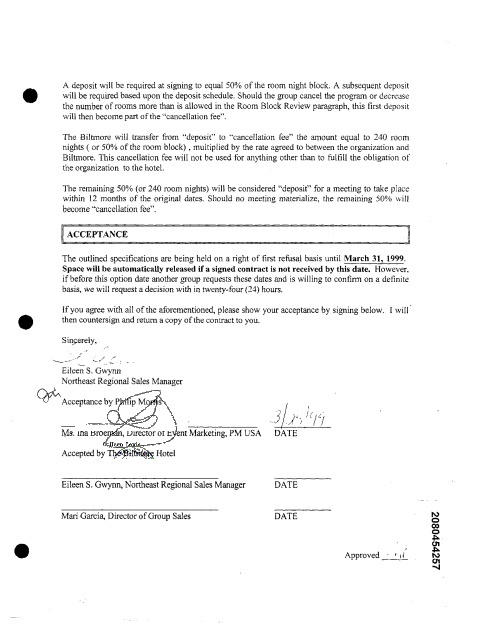 A deposit will be required at signing to equal 50% of the room night block. A subsequent deposit
will be required based upon the deposit schedule. Should the group cancel the program or decrease
the number of rooms more than is allowed in the Room Block Review paragraph, this first deposit
will then become part of the “cancellation fee”.
The Biltmore will transfer from “deposit” to “cancellation fee” the amount equal to 240 room
nights ( or 50% of the room block) , multiplied by the rate agreed to between the organization and
Biltmore. This cancellation fee will not be used for anything other than to fulfill the obligation of
the organization to the hotel.
The remaining 50% (or 240 room nights) will be considered “deposit” for a meeting to take place
within 12 months of the original dates. Should no meeting materialize, the remaining 50% will
become “cancellation fee”.
ACCEPTANCE
The outlined specifications are being held on a right of first refusal basis until March 31, 1999.
Space will be automatically released if a signed contract is not received by this date. However,
if before this option date another group requests these dates and is willing to confirm on a definite
basis, we will request a decision with in twenty-four (24) hours.
If you agree with all of the aforementioned, please show your acceptance by signing below. I will
then countersign and return a copy of the contract to you.
Sincerely,
Eileen S. Gwynn
Northeast Regional Sales Manager
Acceptance by Philip Morris
Ms. Ina Broeman, Director of Event Marketing, PM USA DATE
Accepted by The Biltmore Hotel
Eileen S. Gwynn, Northeast Regional Sales Manager DATE
Mari Garcia, Director of Group Sales DATE
Approved
2080454257